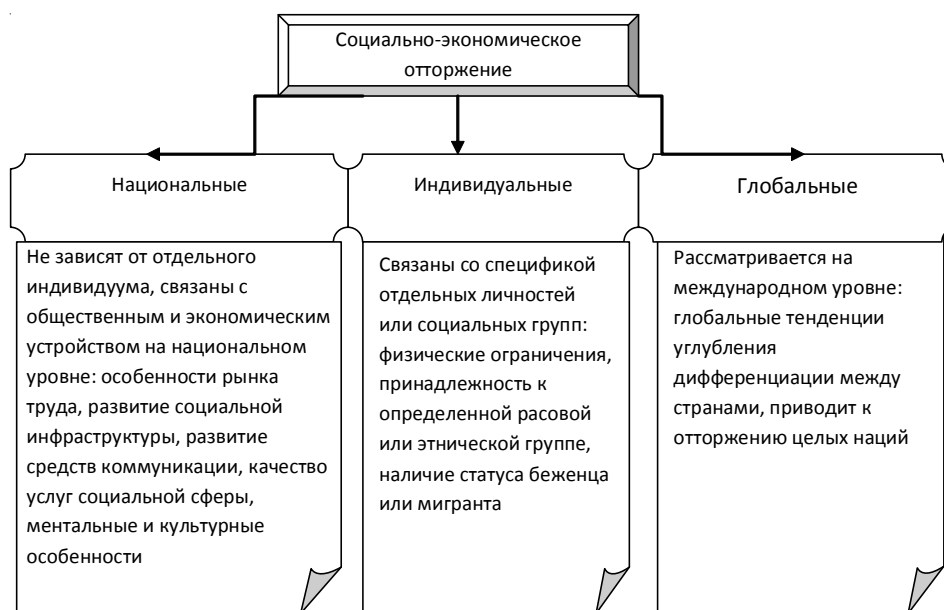 Социально-экономическое
отторжение
Национальные
Индивидуальные
Глобальные
Не зависят от отдельного
индивидуума, связаны с
общественным и экономическим
устройством на национальном
уровне: особенности рынка
труда, развитие социальной
инфраструктуры, развитие
средств коммуникации, качество
услуг социальной сферы,
ментальные и культурные
особенности
Связаны со спецификой
отдельных личностей
или социальных групп:
физические ограничения,
принадлежность к
определенной расовой
или этнической группе,
наличие статуса беженца
или мигранта
Рассматривается на
международном уровне:
глобальные тенденции
углубления
дифференциации между
странами, приводит к
отторжению целых наций